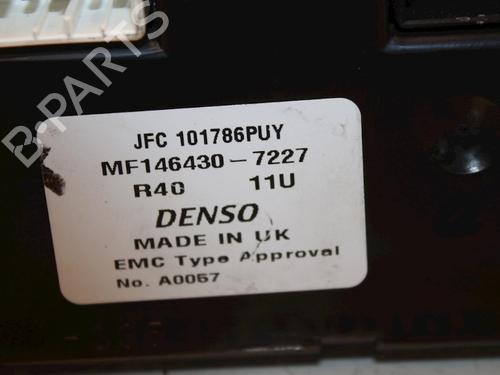 B-PARTS
JFC 101786PUY
MF146430-7227
R40 11U
DENSO
MADE IN UK
EMC Type Approval
No. A0057